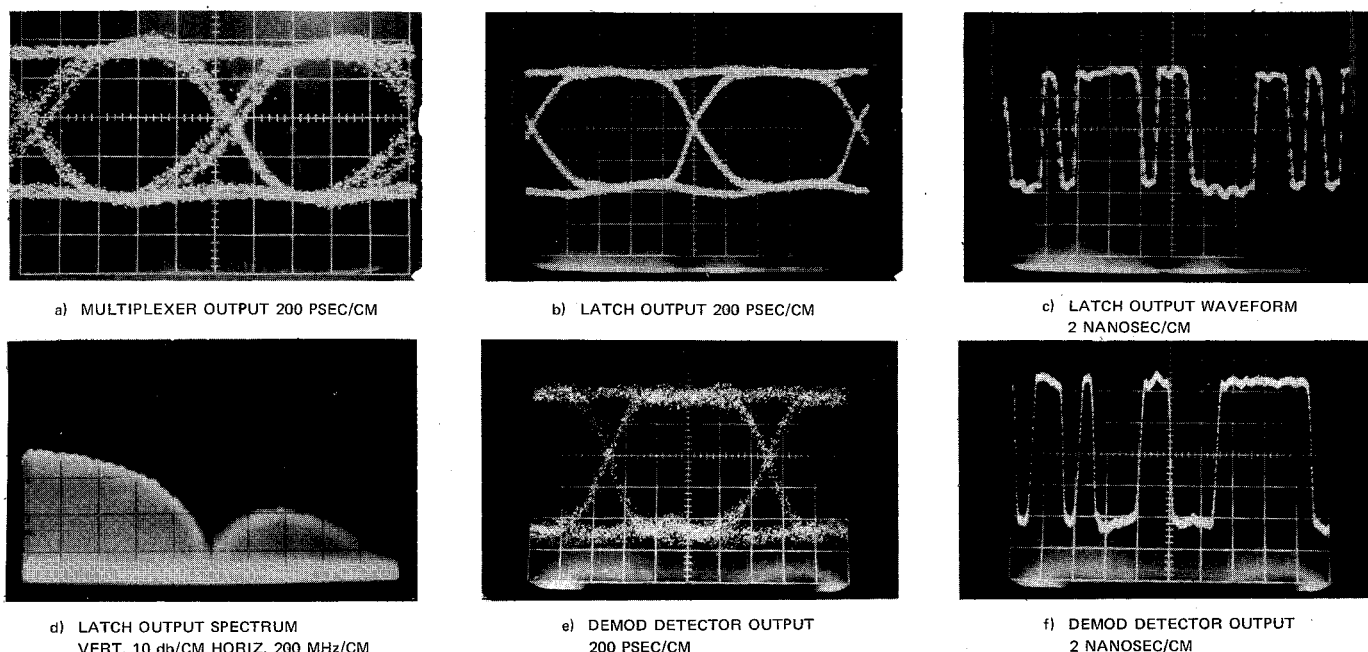 a) MULTIPLEXER OUTPUT 200 PSEC/CM
b) LATCH OUTPUT 200 PSEC/CM
c) LATCH OUTPUT WAVEFORM
2 NANOSEC/CM
d) LATCH OUTPUT SPECTRUM
VERT. 10 db/CM HORIZ. 200 MHz/CM
e) DEMOD DETECTOR OUTPUT
200 PSEC/CM
f) DEMOD DETECTOR OUTPUT
2 NANOSEC/CM